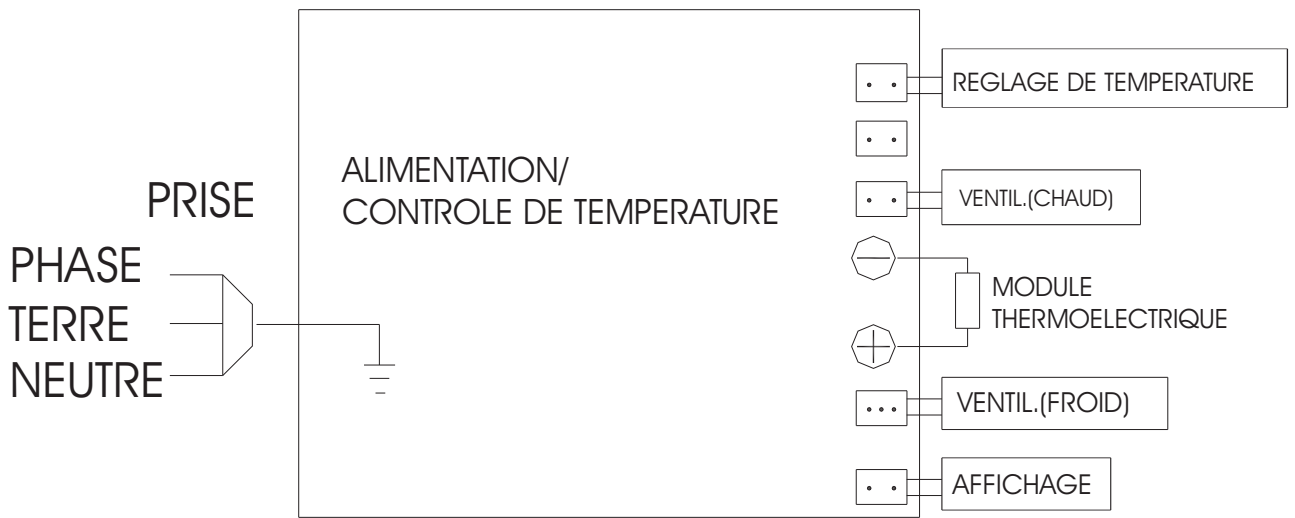 PRISE
PHASE
TERRE
NEUTRE
ALIMENTATION/
CONTROLE DE TEMPERATURE
REGLAGE DE TEMPERATURE
VENTIL.(CHAUD)
MODULE
THERMOELECTRIQUE
VENTIL.(FROID)
AFFICHAGE